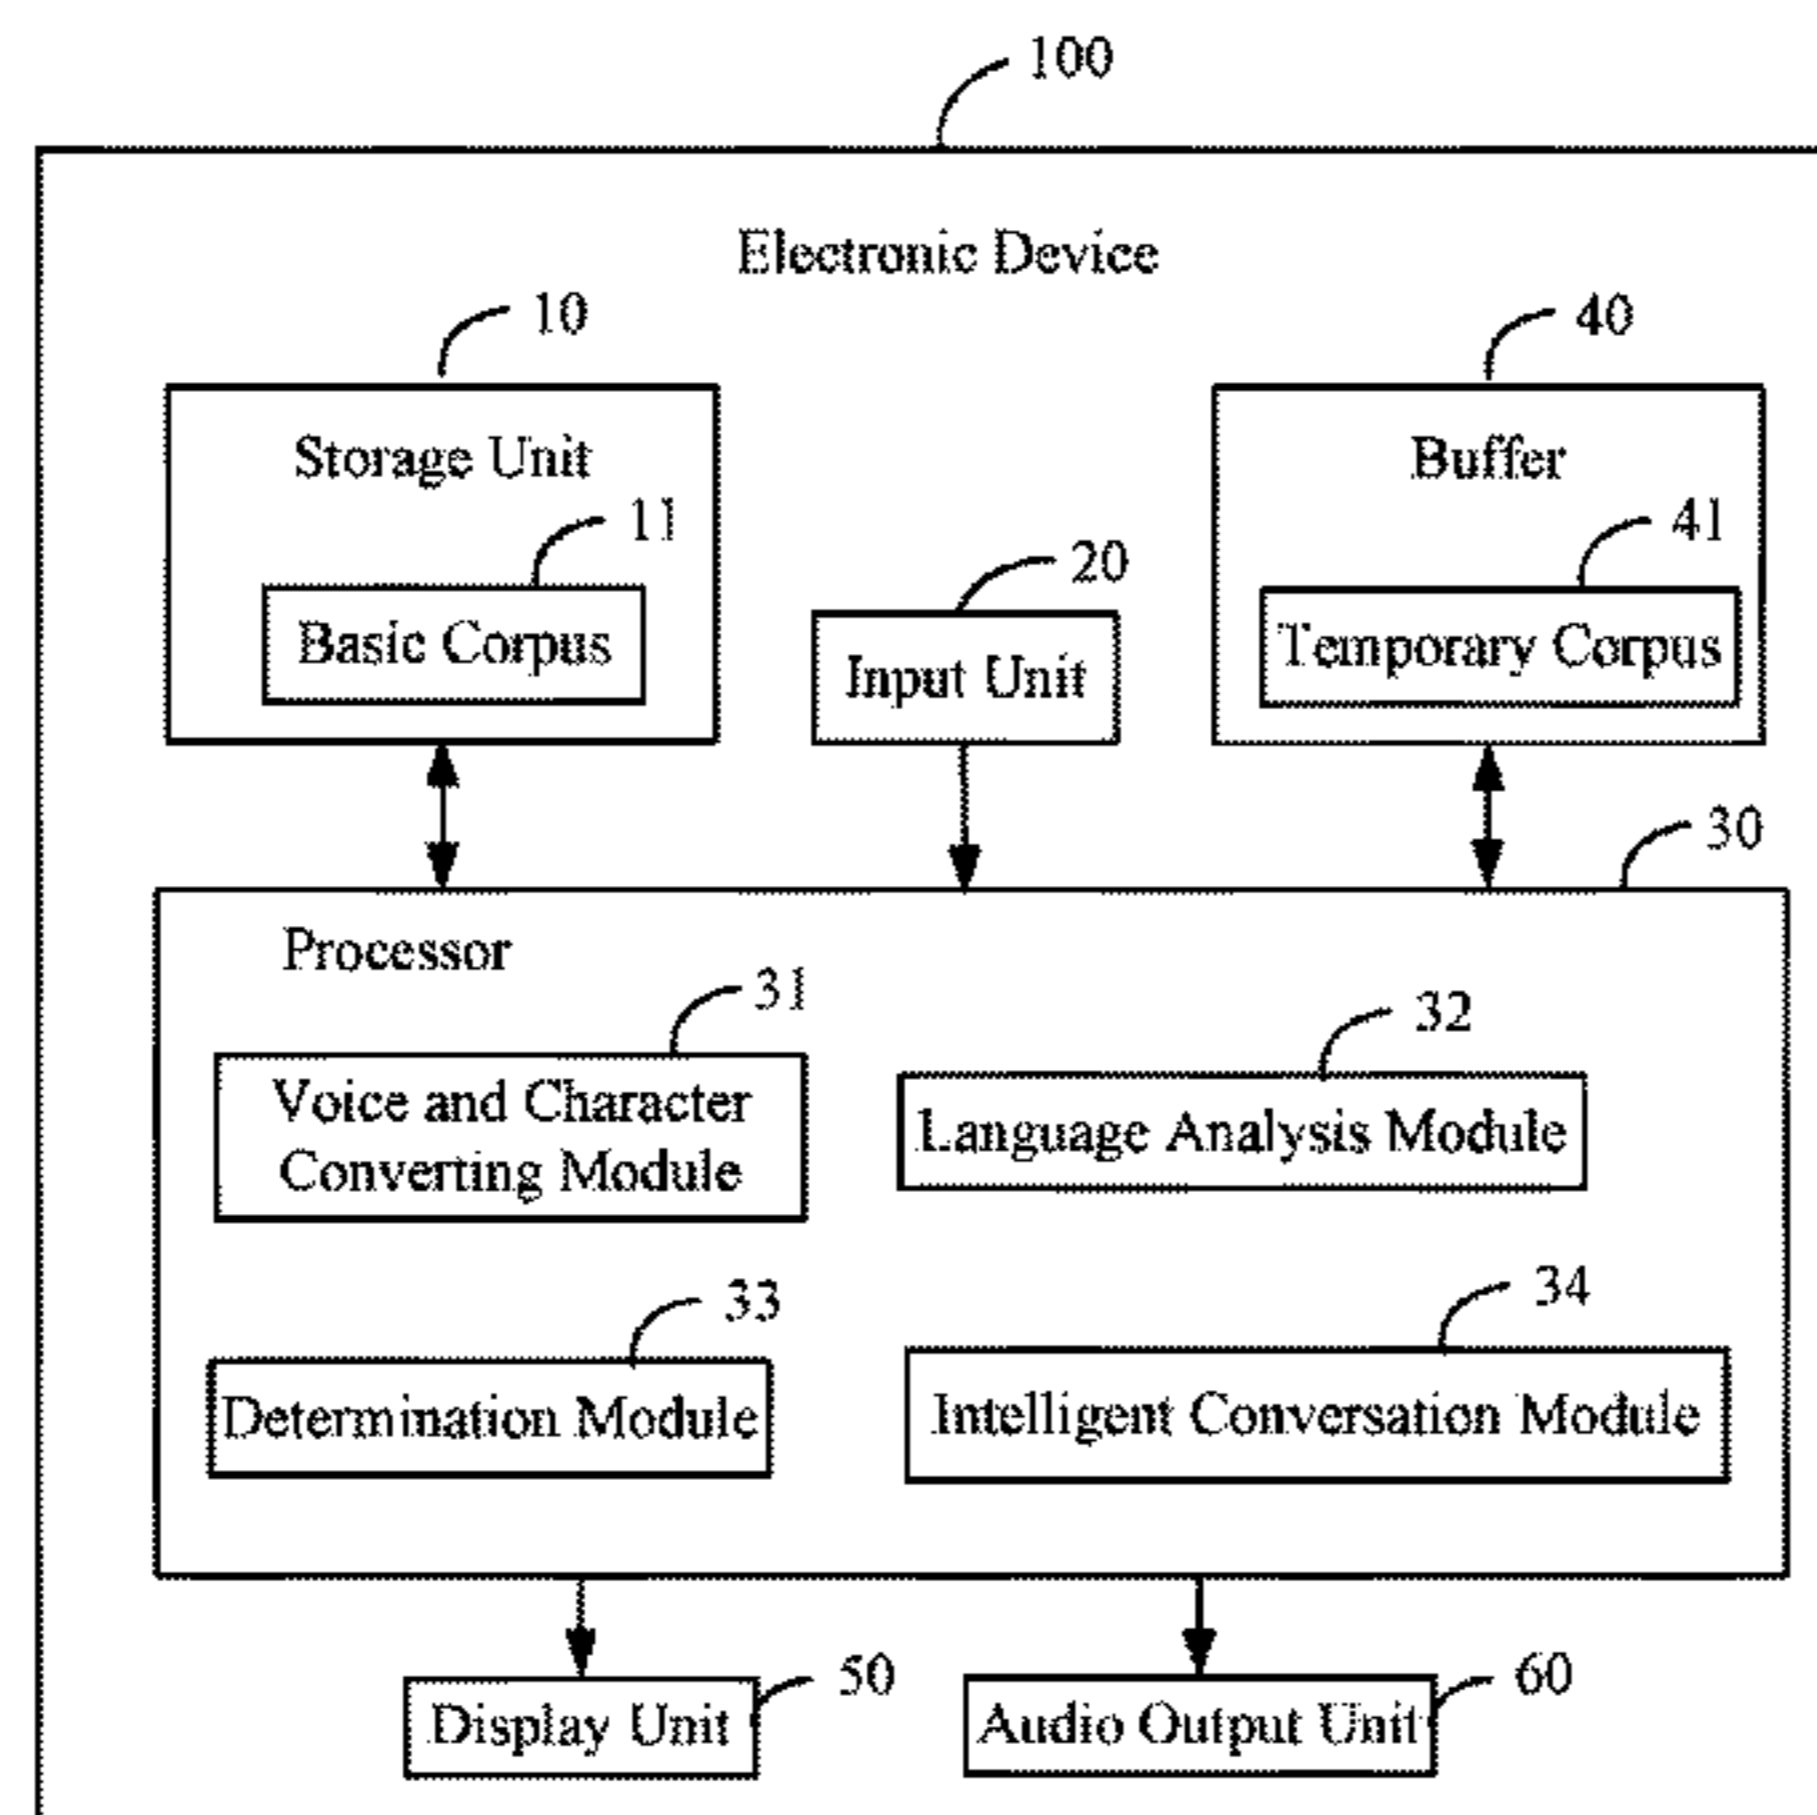 100
Electronic Device
10
40
Storage Unit
Buffer
11
41
20
Basic Corpus
Temporary Corpus
Input Unit
30
Processor
31
32
Voice and Character
Converting Module
Language Analysis Module
33
34
Determination Module
Intelligent Conversation Module
50
60
Display Unit
Audio Output Unit